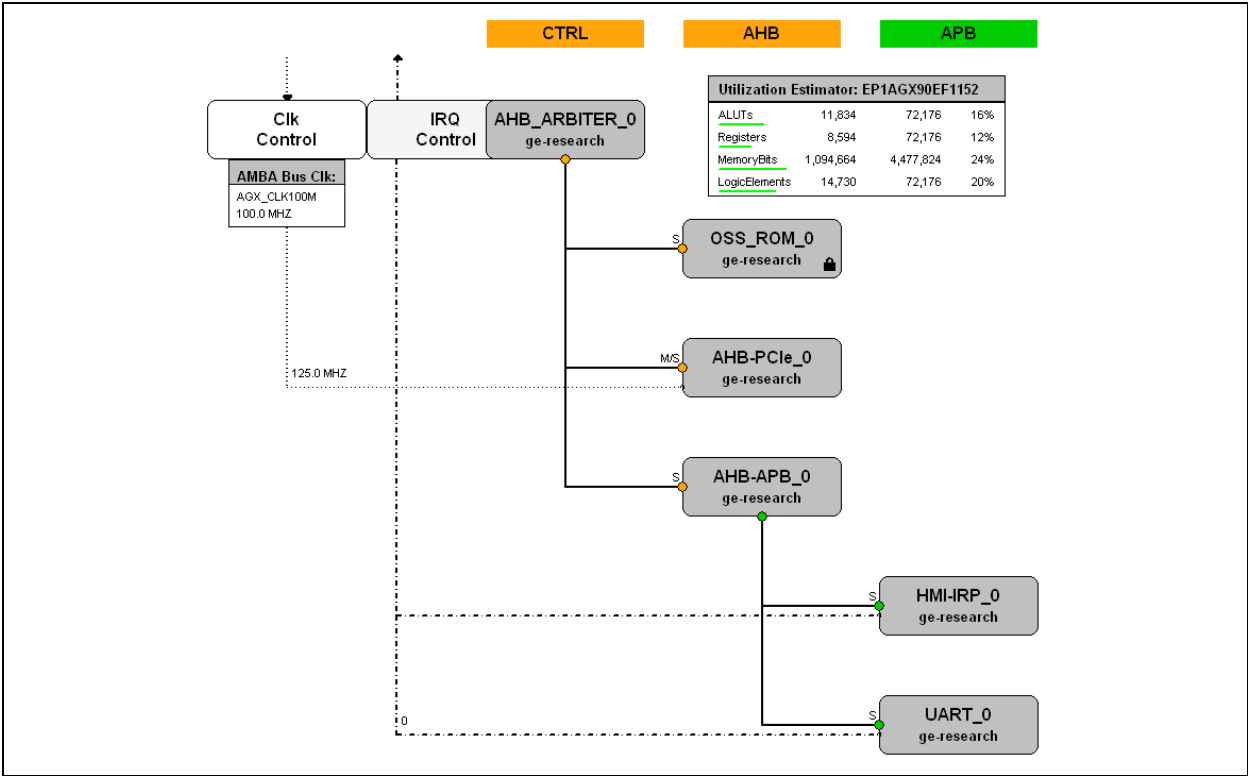 CTRL
AHB
APB
Utilization Estimator: EP1AGX90EF1152
ALUTs 11,834 72,176 16%
Registers 8,594 72,176 12%
MemoryBits 1,094,664 4,477,824 24%
LogicElements 14,730 72,176 20%
Clk
Control
IRQ
Control
AHB_ARBITER_0
ge-research
AMBA Bus Clk:
AGX_CLK100M
100.0 MHZ
S
OSS_ROM_0
ge-research
M/S
AHB-PCIe_0
ge-research
125.0 MHZ
S
AHB-APB_0
ge-research
S
HMI-IRP_0
ge-research
S
UART_0
ge-research
0